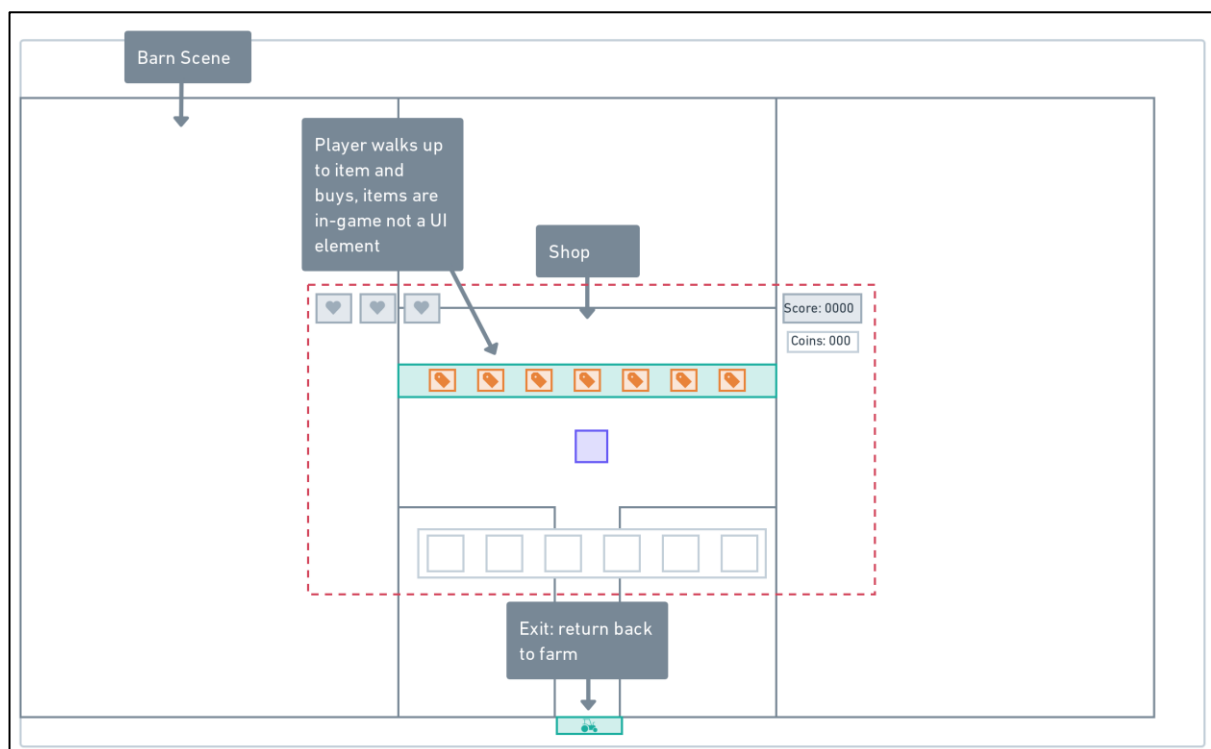 Barn Scene
Player walks up
to item and
buys, items are
in-game not a UI
element
Shop
Score: 0000
Coins: 000
Exit: return back
to farm